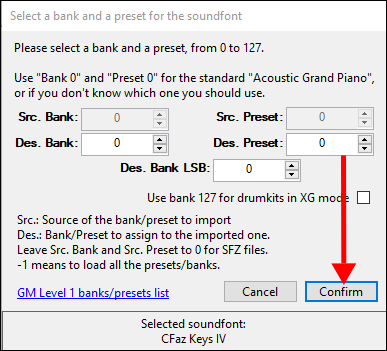 Select a bank and a preset for the soundfont
Please select a bank and a preset, from 0 to 127.
Use "Bank 0" and "Preset 0" for the standard "Acoustic Grand Piano",
or if you don't know which one you should use.
Src. Bank: 0 Src. Preset: 0
Des. Bank: 0 Des. Preset: 0
Des. Bank LSB: 0
Use bank 127 for drumkits in XG mode
Src.: Source of the bank/preset to import
Des.: Bank/Preset to assign to the imported one.
Leave Src. Bank and Src. Preset to 0 for SFZ files.
-1 means to load all the presets/banks.
GM Level 1 banks/presets list Cancel Confirm
Selected soundfont:
CFaz Keys IV